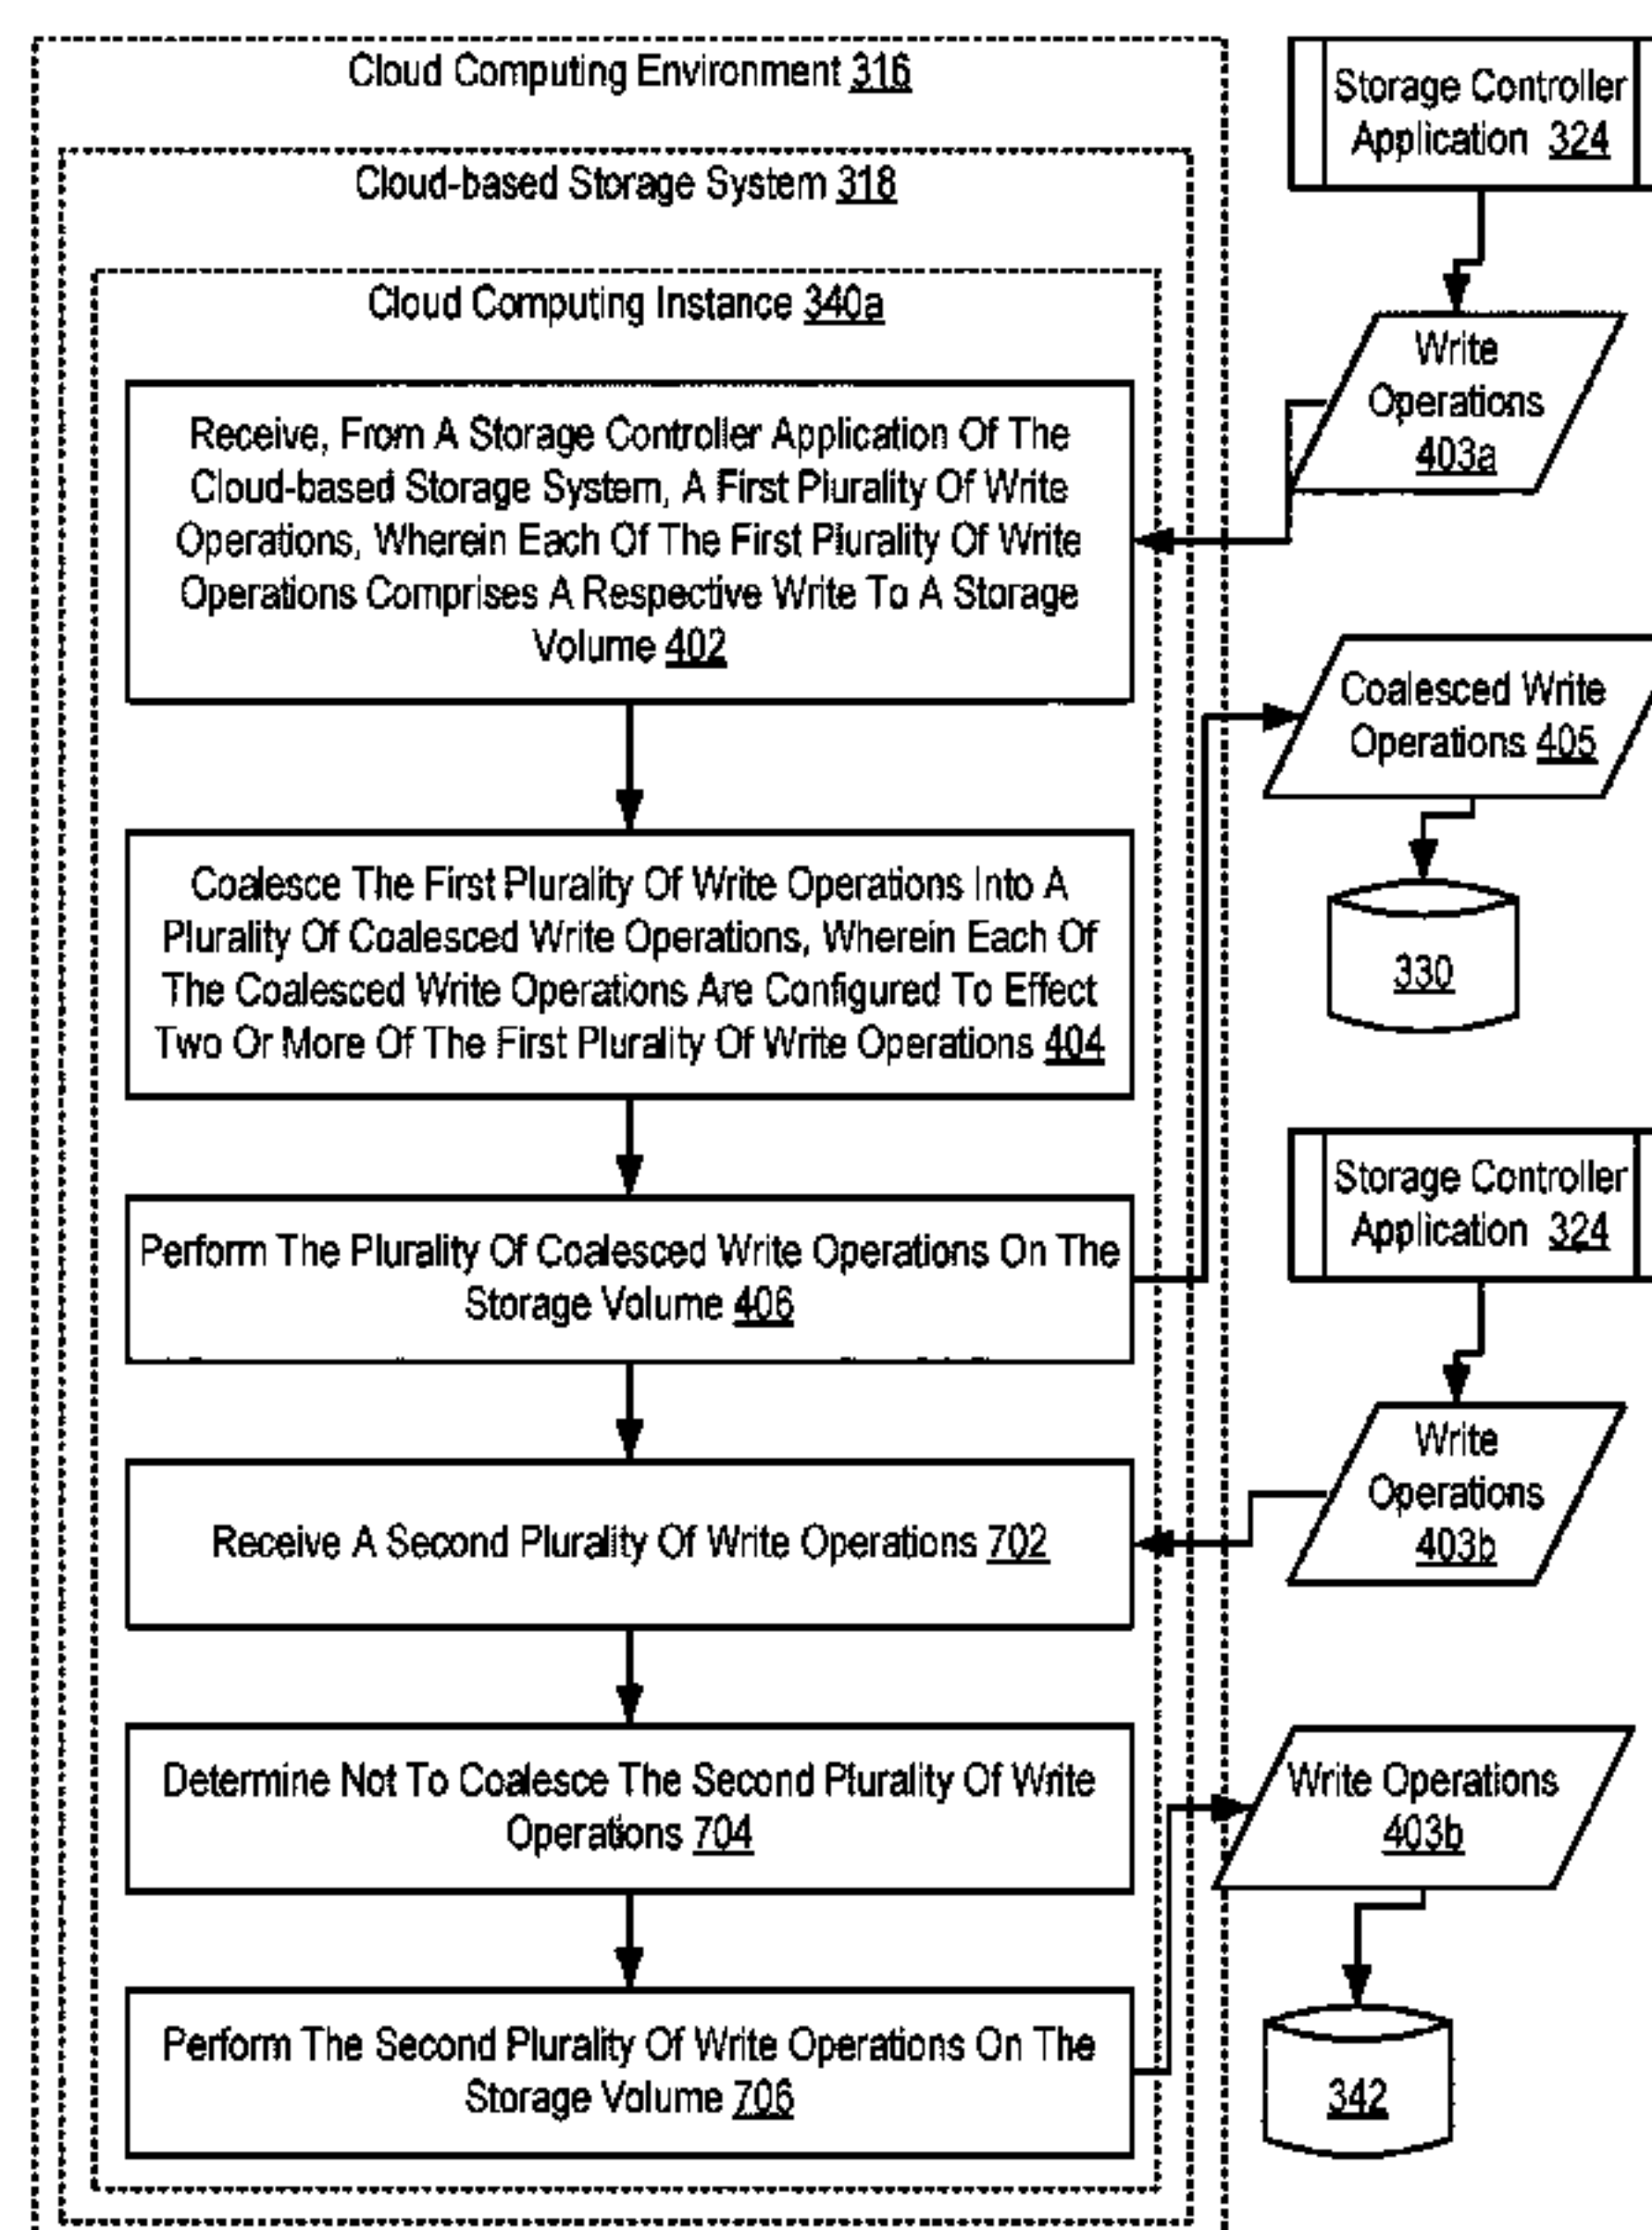 Cloud Computing Environment 316
Cloud-based Storage System 318
Cloud Computing Instance 340a
Receive, From A Storage Controller Application Of The
Cloud-based Storage System, A First Plurality Of Write
Operations, Wherein Each Of The First Plurality Of Write
Operations Comprises A Respective Write To A Storage
Volume 402
Coalesce The First Plurality Of Write Operations Into A
Plurality Of Coalesced Write Operations, Wherein Each Of
The Coalesced Write Operations Are Configured To Effect
Two Or More Of The First Plurality Of Write Operations 404
Perform The Plurality Of Coalesced Write Operations On The
Storage Volume 406
Receive A Second Plurality Of Write Operations 702
Determine Not To Coalesce The Second Plurality Of Write
Operations 704
Perform The Second Plurality Of Write Operations On The
Storage Volume 706
Storage Controller
Application 324
Write
Operations
403a
Coalesced Write
Operations 405
330
Storage Controller
Application 324
Write
Operations
403b
Write Operations
403b
342